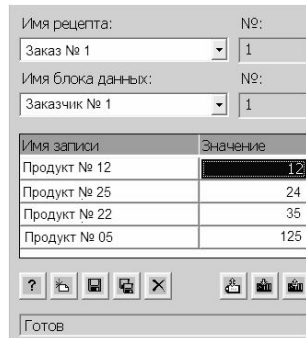 Имя рецепта: №:
Заказ № 1 1
Имя блока данных: №:
Заказчик № 1 1
Имя записи Значение
Продукт № 12 12
Продукт № 25 24
Продукт № 22 35
Продукт № 05 125
?
Готов